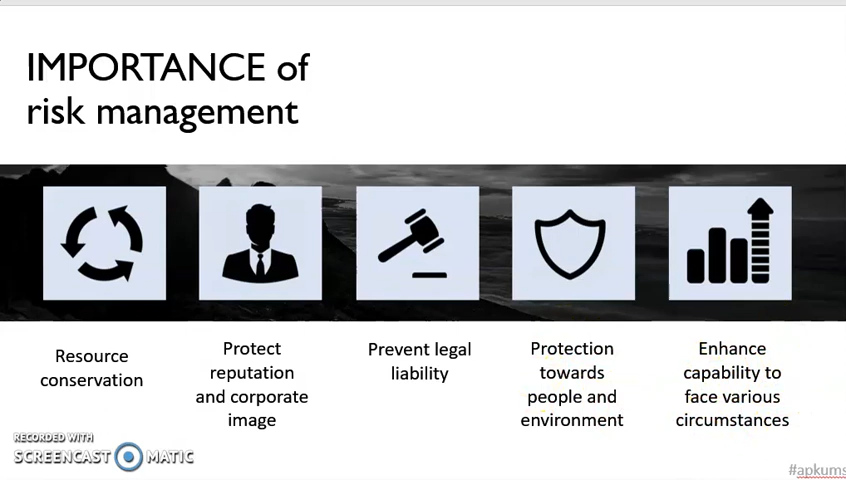 IMPORTANCE of
risk management
Resource
conservation
Protect
reputation
and corporate
image
Prevent legal
liability
Protection
towards
people and
environment
Enhance
capability to
face various
circumstances
RECORDED WITH
SCREENCAST MATIC
#apkums